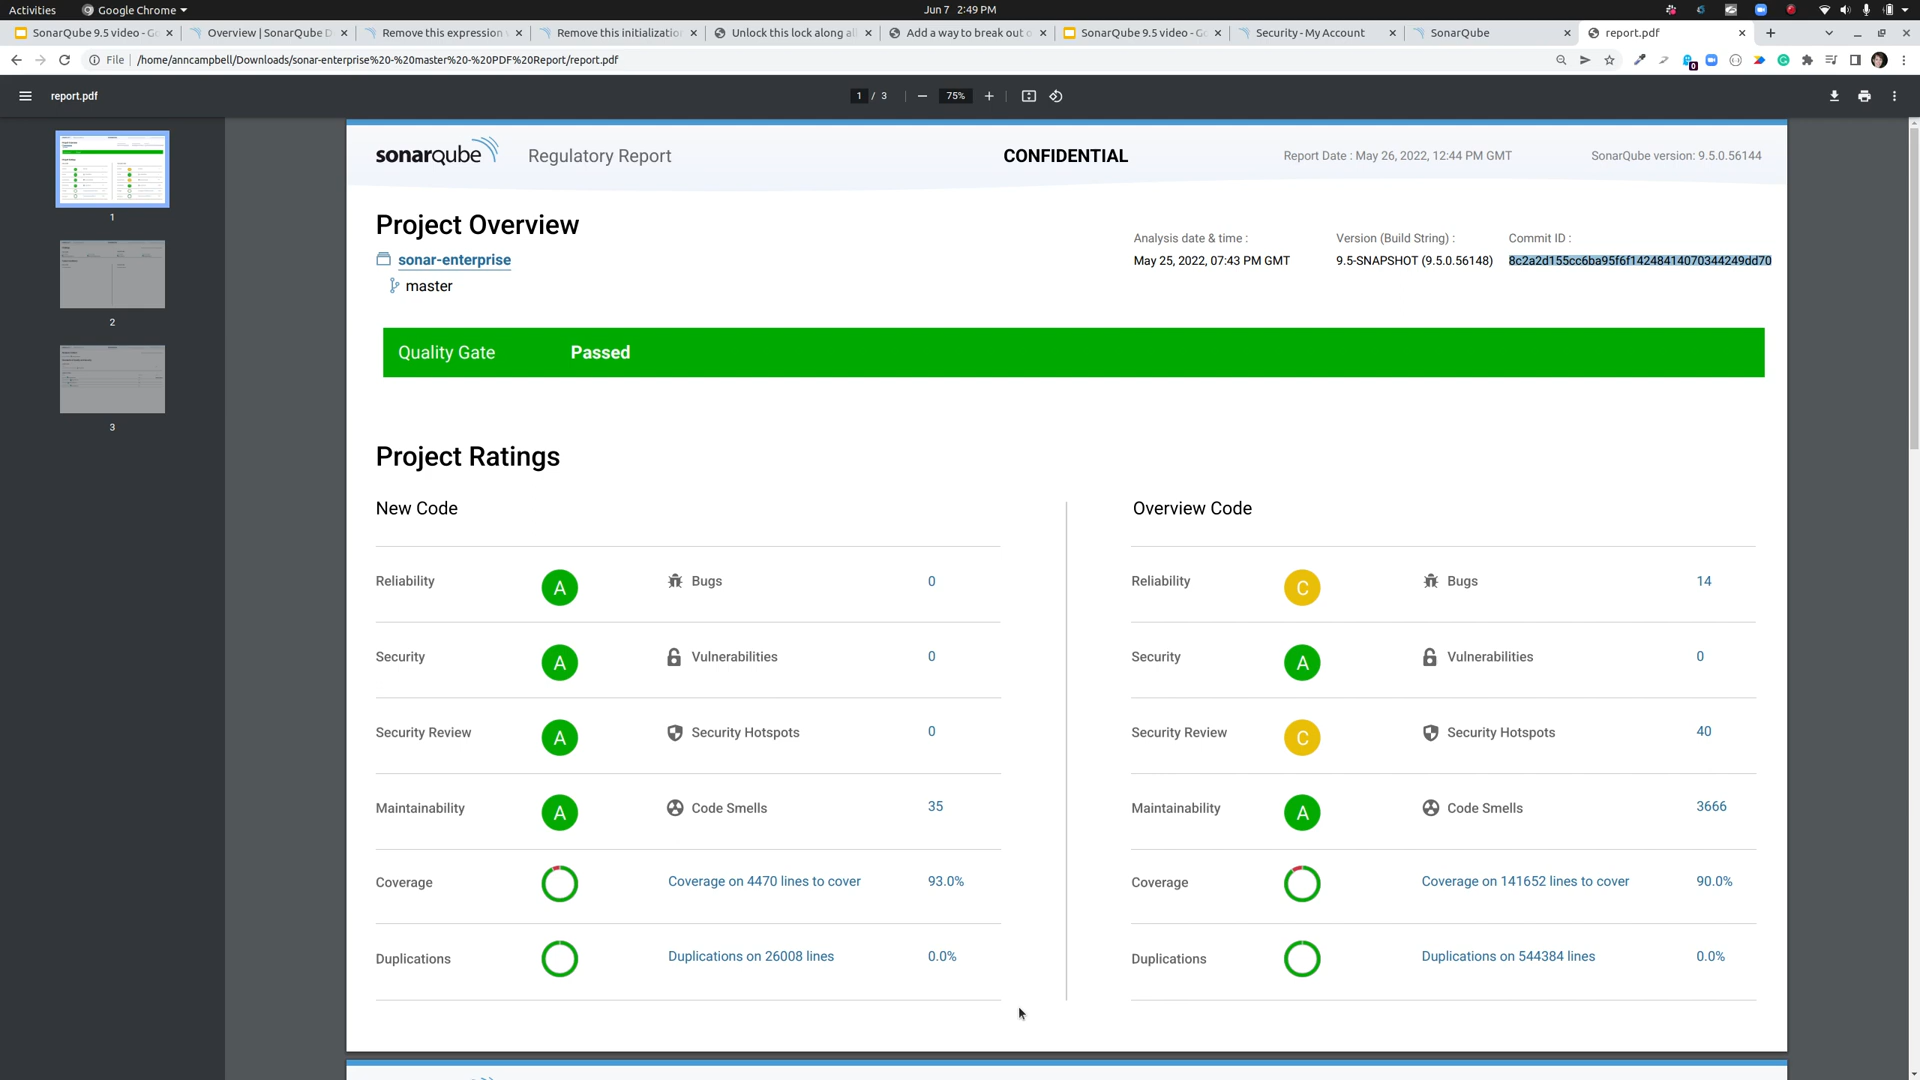 Activities
Google Chrome
Jun 7 2:49 PM
SonarQube 9.5 video - Go
Overview | SonarQube D
Remove this expression
Remove this initializatio
Unlock this lock along al
Add a way to break out o
SonarQube 9.5 video - Go
Security - My Account
SonarQube
report.pdf
File
/home/anncampbell/Downloads/sonar-enterprise%20-%20master%20-%20PDF%20Report/report.pdf
0
report.pdf
1 / 3
75%
1
2
3
sonarqube
Regulatory Report
CONFIDENTIAL
Report Date : May 26, 2022, 12:44 PM GMT
SonarQube version: 9.5.0.56144
Project Overview
sonar-enterprise
master
Analysis date & time :
May 25, 2022, 07:43 PM GMT
Version (Build String) :
9.5-SNAPSHOT (9.5.0.56148)
Commit ID :
8c2a2d155cc6ba95f6f14248414070344249dd70
Quality Gate Passed
Project Ratings
New Code
Reliability A Bugs 0
Security A Vulnerabilities 0
Security Review A Security Hotspots 0
Maintainability A Code Smells 35
Coverage Coverage on 4470 lines to cover 93.0%
Duplications Duplications on 26008 lines 0.0%
Overview Code
Reliability C Bugs 14
Security A Vulnerabilities 0
Security Review C Security Hotspots 40
Maintainability A Code Smells 3666
Coverage Coverage on 141652 lines to cover 90.0%
Duplications Duplications on 544384 lines 0.0%